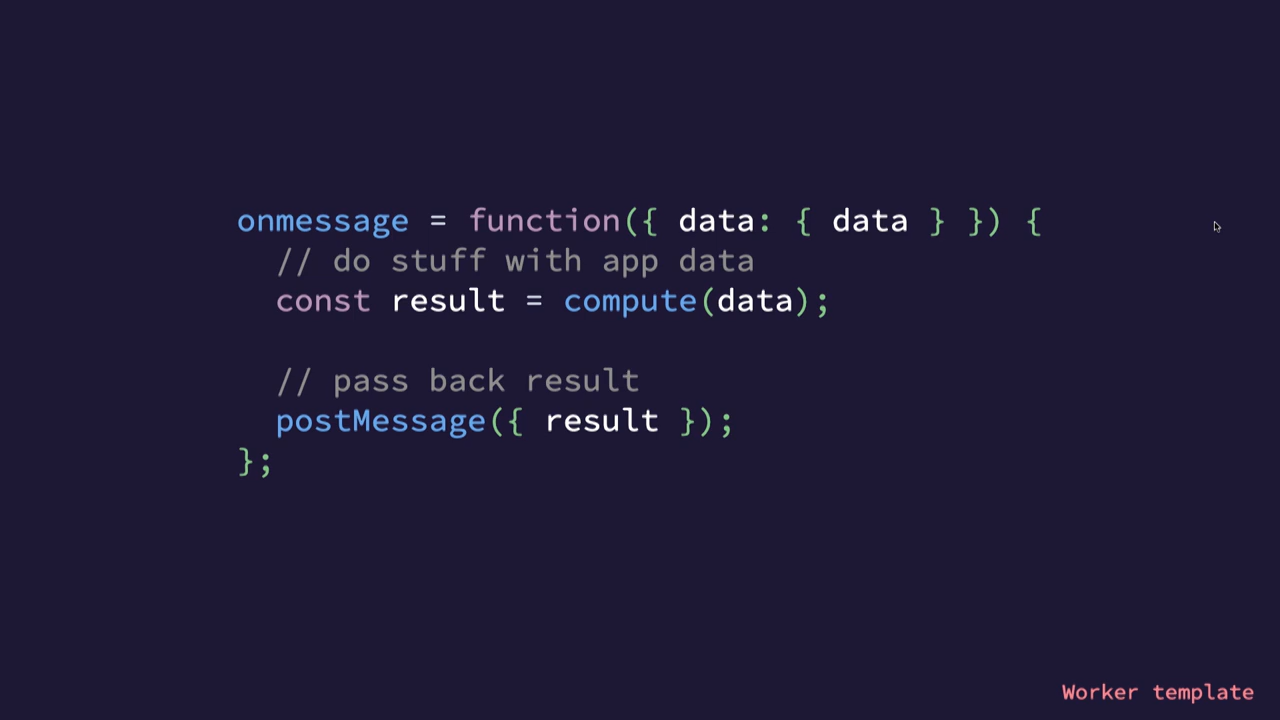 onmessage = function({ data: { data } }) {
  // do stuff with app data
  const result = compute(data);
  // pass back result
  postMessage({ result });
};
Worker template